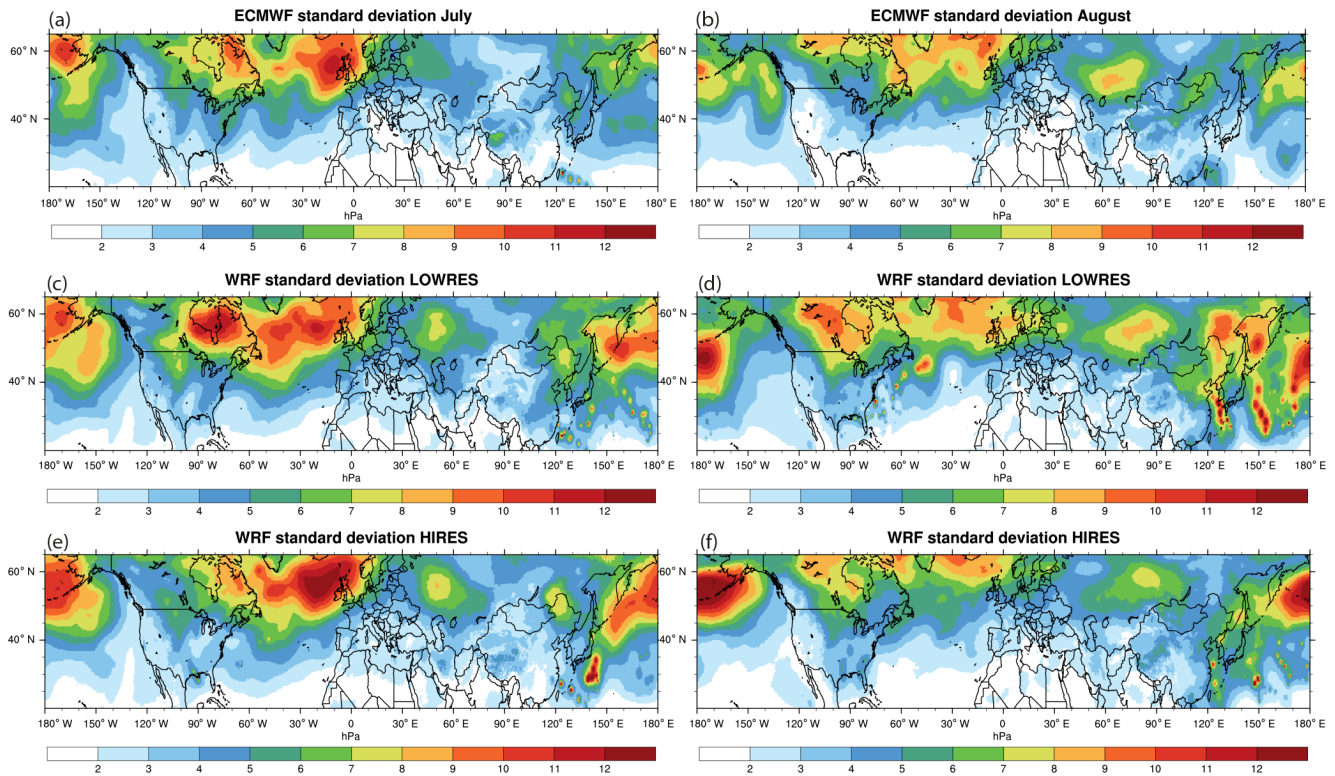 (a) ECMWF standard deviation July
60° N
40° N
180° W 150° W 120° W 90° W 60° W 30° W 0 30° E 60° E 90° E 120° E 150° E 180° E
hPa
2 3 4 5 6 7 8 9 10 11 12
(b) ECMWF standard deviation August
60° N
40° N
180° W 150° W 120° W 90° W 60° W 30° W 0 30° E 60° E 90° E 120° E 150° E 180° E
hPa
2 3 4 5 6 7 8 9 10 11 12
(c) WRF standard deviation LOWRES
60° N
40° N
180° W 150° W 120° W 90° W 60° W 30° W 0 30° E 60° E 90° E 120° E 150° E 180° E
hPa
2 3 4 5 6 7 8 9 10 11 12
(d) WRF standard deviation LOWRES
60° N
40° N
180° W 150° W 120° W 90° W 60° W 30° W 0 30° E 60° E 90° E 120° E 150° E 180° E
hPa
2 3 4 5 6 7 8 9 10 11 12
(e) WRF standard deviation HIRES
60° N
40° N
180° W 150° W 120° W 90° W 60° W 30° W 0 30° E 60° E 90° E 120° E 150° E 180° E
hPa
2 3 4 5 6 7 8 9 10 11 12
(f) WRF standard deviation HIRES
60° N
40° N
180° W 150° W 120° W 90° W 60° W 30° W 0 30° E 60° E 90° E 120° E 150° E 180° E
hPa
2 3 4 5 6 7 8 9 10 11 12